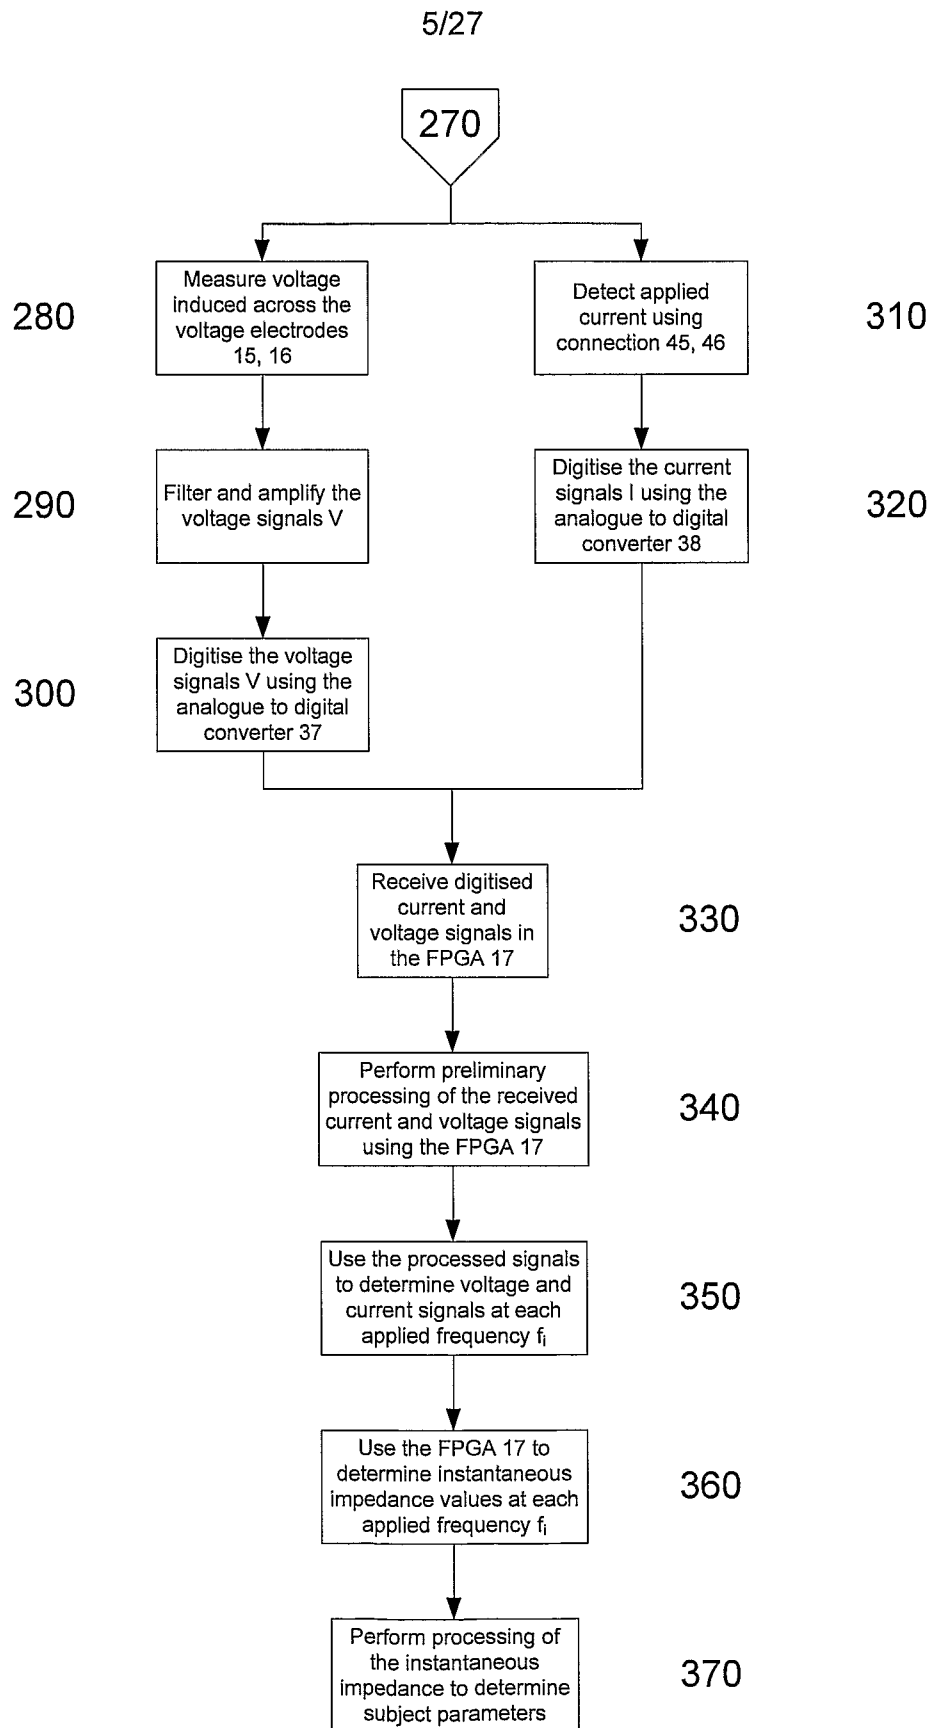 5/27
270
280
Measure voltage
induced across the
voltage electrodes
15, 16
Detect applied
current using
connection 45, 46
310
290
Filter and amplify the
voltage signals V
Digitise the current
signals I using the
analogue to digital
converter 38
320
300
Digitise the voltage
signals V using the
analogue to digital
converter 37
Receive digitised
current and
voltage signals in
the FPGA 17
330
Perform preliminary
processing of the received
current and voltage signals
using the FPGA 17
340
Use the processed signals
to determine voltage and
current signals at each
applied frequency fi
350
Use the FPGA 17 to
determine instantaneous
impedance values at each
applied frequency fi
360
Perform processing of
the instantaneous
impedance to determine
subject parameters
370